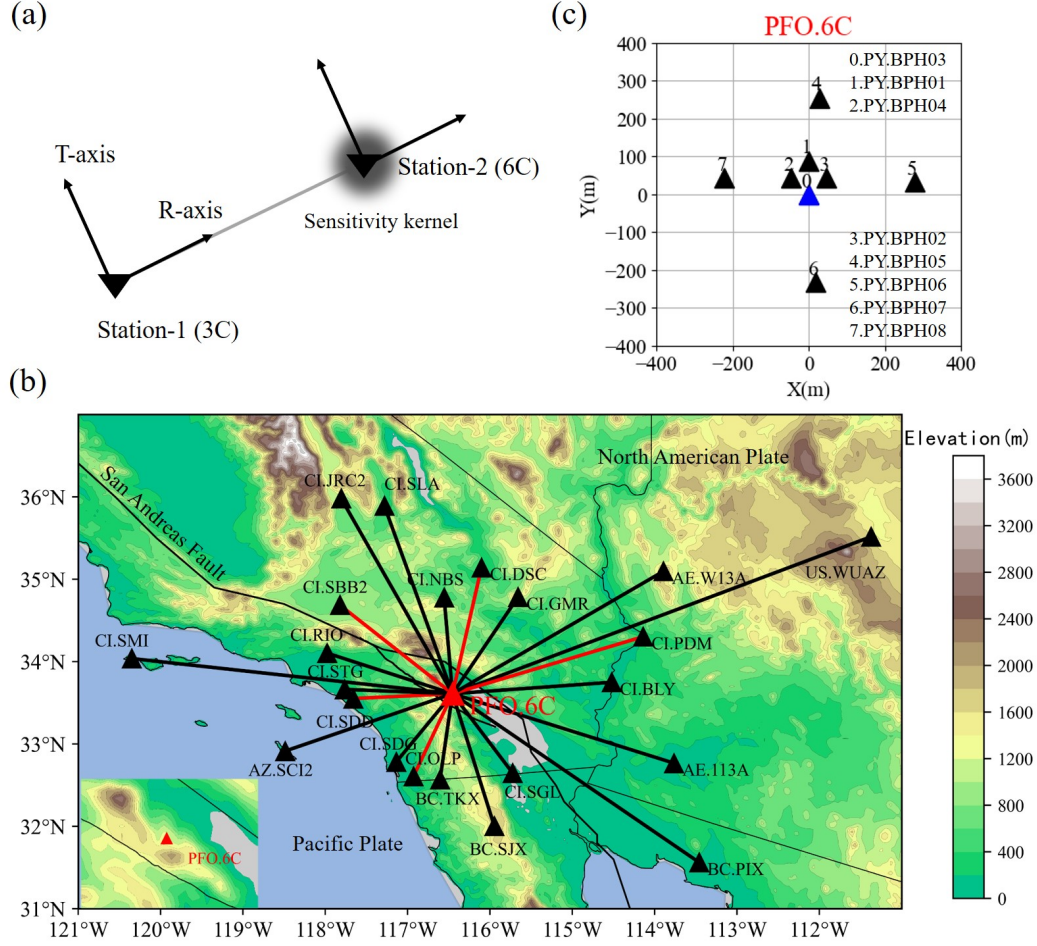 (a)
T-axis
R-axis
Station-1 (3C)
Station-2 (6C)
Sensitivity kernel
(c)
PFO.6C
400
300
200
100
0
−100
−200
−300
−400
Y(m)
−400
−200
0
200
400
X(m)
0.PY.BPH03
1.PY.BPH01
2.PY.BPH04
3.PY.BPH02
4.PY.BPH05
5.PY.BPH06
6.PY.BPH07
7.PY.BPH08
4
1
7
2
3
0
5
6
(b)
Elevation(m)
3600
3200
2800
2400
2000
1600
1200
800
400
0
36°N
35°N
34°N
33°N
32°N
31°N
121°W
120°W
119°W
118°W
117°W
116°W
115°W
114°W
113°W
112°W
San Andreas Fault
North American Plate
Pacific Plate
CI.JRC2
CI.SLA
CI.SBB2
CI.NBS
CI.DSC
CI.GMR
AE.W13A
US.WUAZ
CI.SMI
CI.RIO
CI.STG
CI.PDM
CI.BLY
PFO.6C
CI.SDD
CI.SDG
CI.OLP
AZ.SCI2
BC.TKX
CI.SGL
AE.113A
BC.SJX
BC.PIX
PFO.6C